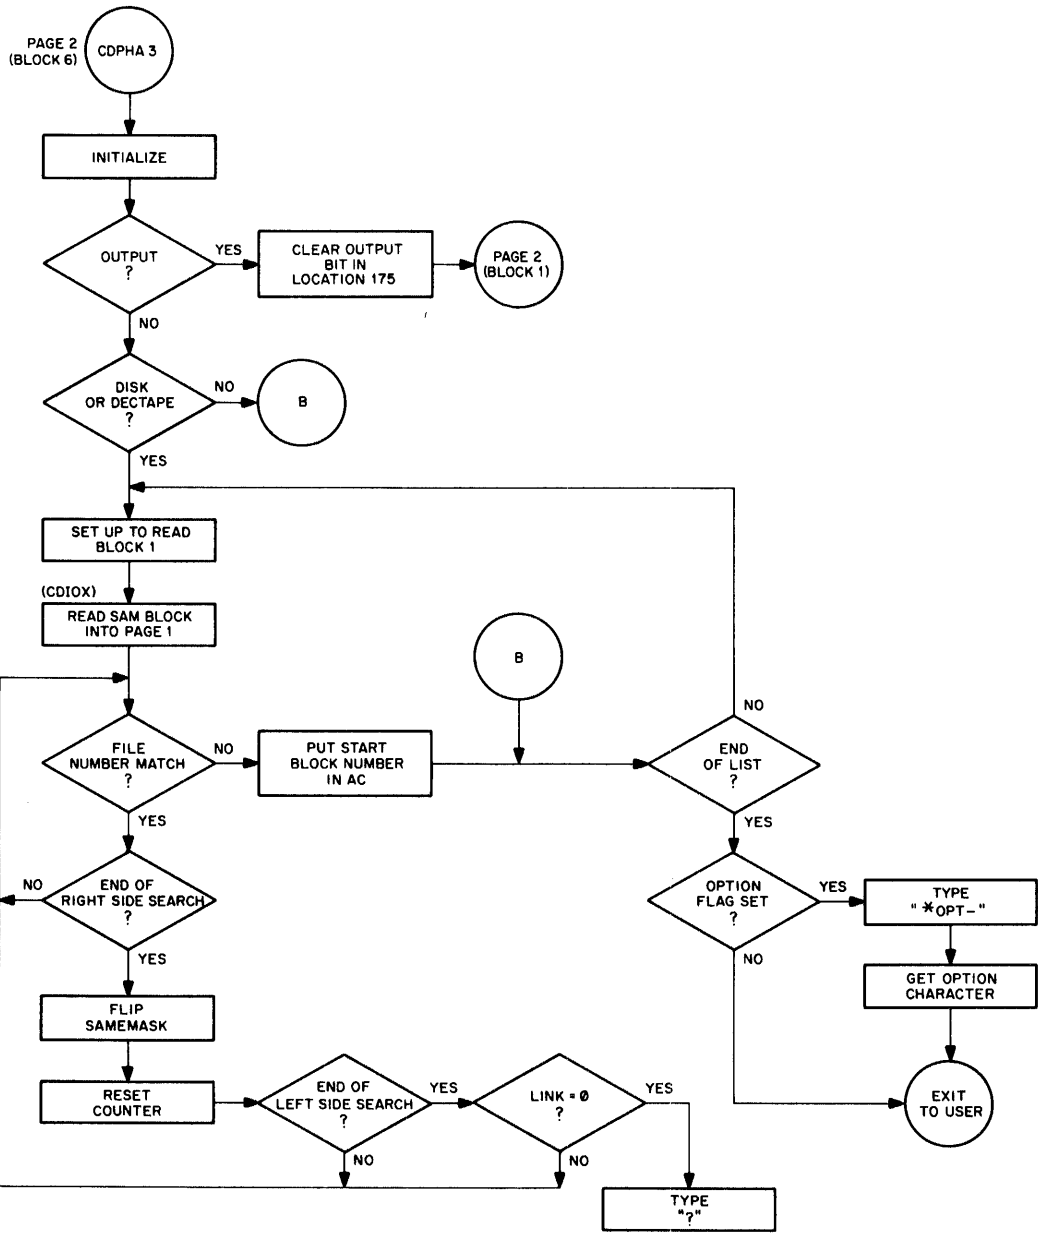 PAGE 2
(BLOCK 6)
CDPHA 3
INITIALIZE
OUTPUT
?
YES
CLEAR OUTPUT
BIT IN
LOCATION 175
PAGE 2
(BLOCK 1)
NO
DISK
OR DECTAPE
?
NO
B
YES
SET UP TO READ
BLOCK 1
(CDIOX)
READ SAM BLOCK
INTO PAGE 1
B
FILE
NUMBER MATCH
?
NO
PUT START
BLOCK NUMBER
IN AC
NO
END
OF LIST
?
YES
YES
NO
END OF
RIGHT SIDE SEARCH
?
OPTION
FLAG SET
?
YES
TYPE
"*OPT-"
YES
NO
GET OPTION
CHARACTER
FLIP
SAMEMASK
RESET
COUNTER
END OF
LEFT SIDE SEARCH
?
YES
LINK = Ø
?
YES
EXIT
TO USER
NO
NO
TYPE
"?"